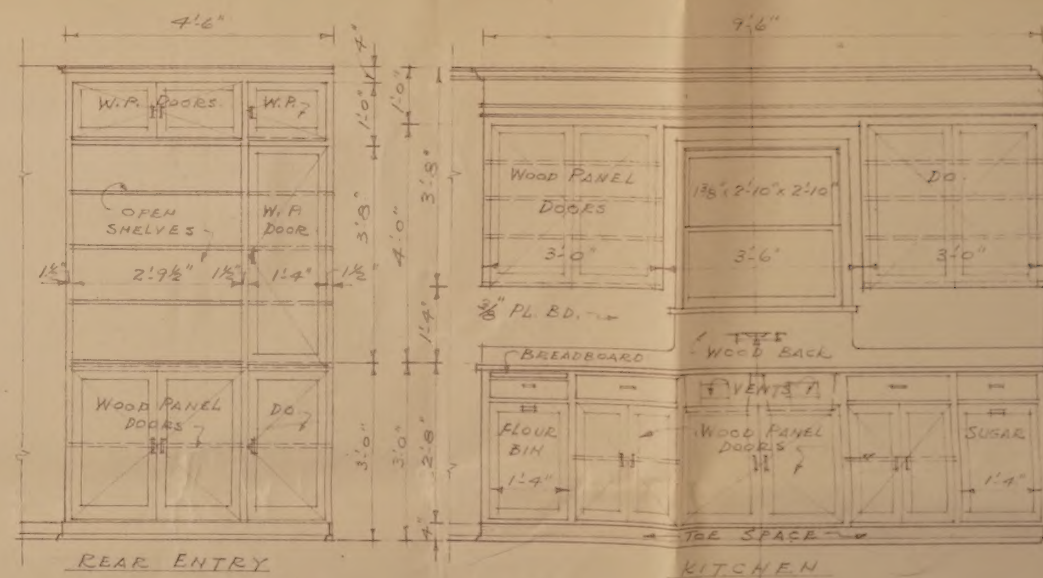 4'-6"
9'-6"
4"
W.P. DOORS.
W.P.
1'-0"
1'-0"
3'-8"
OPEN
SHELVES
W.P.
DOOR
3'-8"
4'-0"
1½"
2'-9½"
1½"
1'-4"
1½"
1'-4"
WOOD PANEL
DOORS
DO
3'-0"
3'-0"
2'-8"
4"
REAR ENTRY
WOOD PANEL
DOORS
1⅜" x 2'-10" x 2'-10"
DO.
3'-0"
3'-6"
3'-0"
⅜" PL. BD.
BREADBOARD
WOOD BACK
VENTS
FLOUR
BIN
WOOD PANEL
DOORS
SUGAR
1'-4"
1'-4"
TOE SPACE
KITCHEN